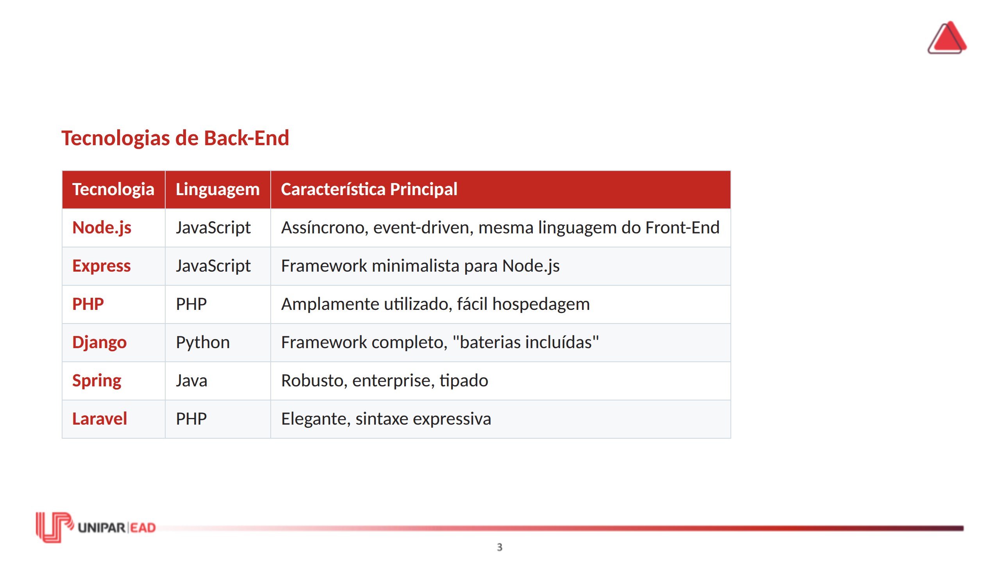 Tecnologias de Back-End
Tecnologia Linguagem Característica Principal
Node.js JavaScript Assíncrono, event-driven, mesma linguagem do Front-End
Express JavaScript Framework minimalista para Node.js
PHP PHP Amplamente utilizado, fácil hospedagem
Django Python Framework completo, "baterias incluídas"
Spring Java Robusto, enterprise, tipado
Laravel PHP Elegante, sintaxe expressiva
UNIPAR|EAD
3